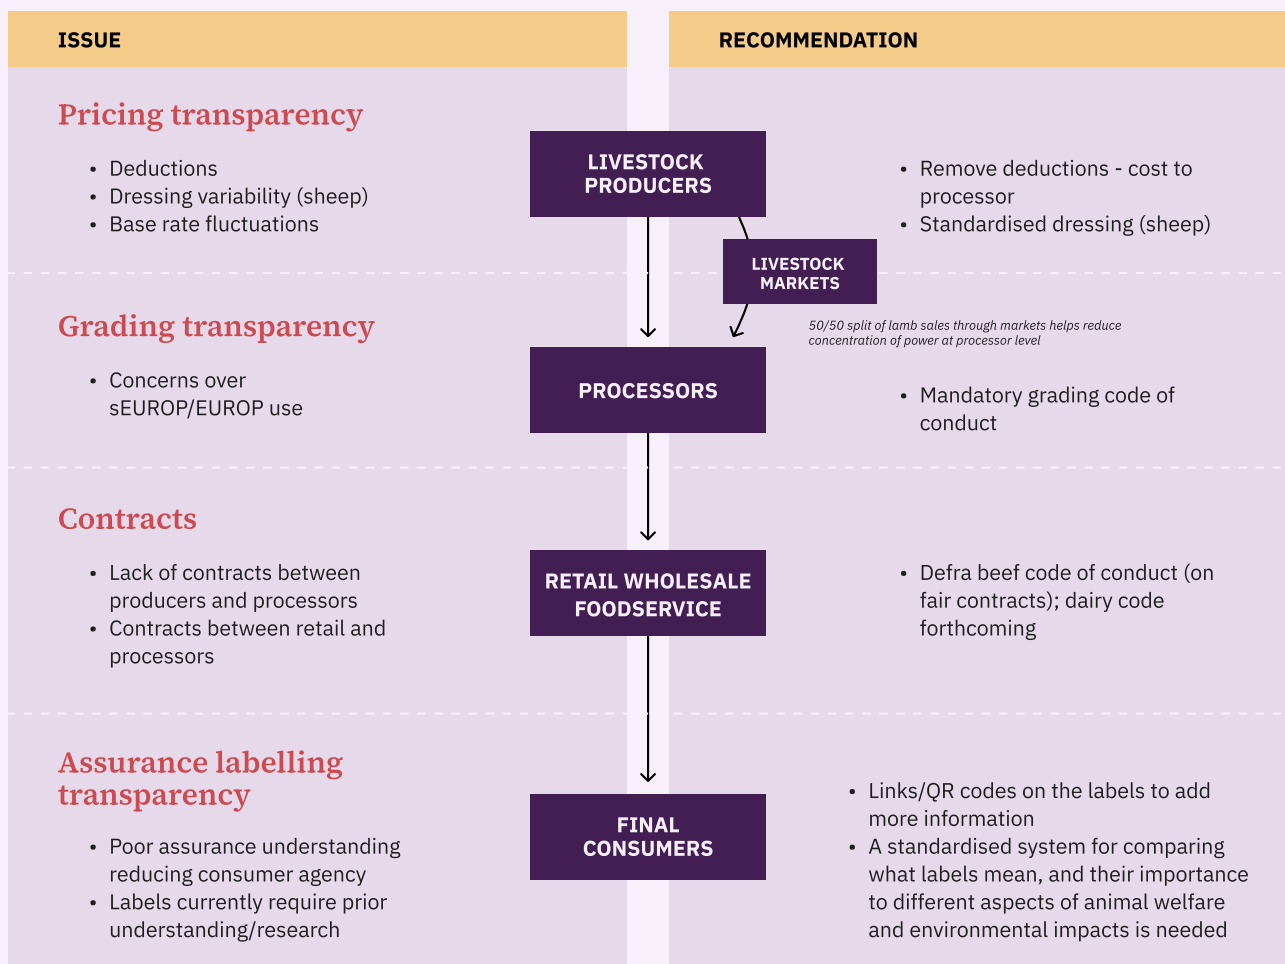 ISSUE
RECOMMENDATION
Pricing transparency
• Deductions
• Dressing variability (sheep)
• Base rate fluctuations
LIVESTOCK
PRODUCERS
• Remove deductions - cost to
processor
• Standardised dressing (sheep)
LIVESTOCK
MARKETS
50/50 split of lamb sales through markets helps reduce
concentration of power at processor level
Grading transparency
• Concerns over
sEUROP/EUROP use
PROCESSORS
• Mandatory grading code of
conduct
Contracts
• Lack of contracts between
producers and processors
• Contracts between retail and
processors
RETAIL WHOLESALE
FOODSERVICE
• Defra beef code of conduct (on
fair contracts); dairy code
forthcoming
Assurance labelling
transparency
• Poor assurance understanding
reducing consumer agency
• Labels currently require prior
understanding/research
FINAL
CONSUMERS
• Links/QR codes on the labels to add
more information
• A standardised system for comparing
what labels mean, and their importance
to different aspects of animal welfare
and environmental impacts is needed